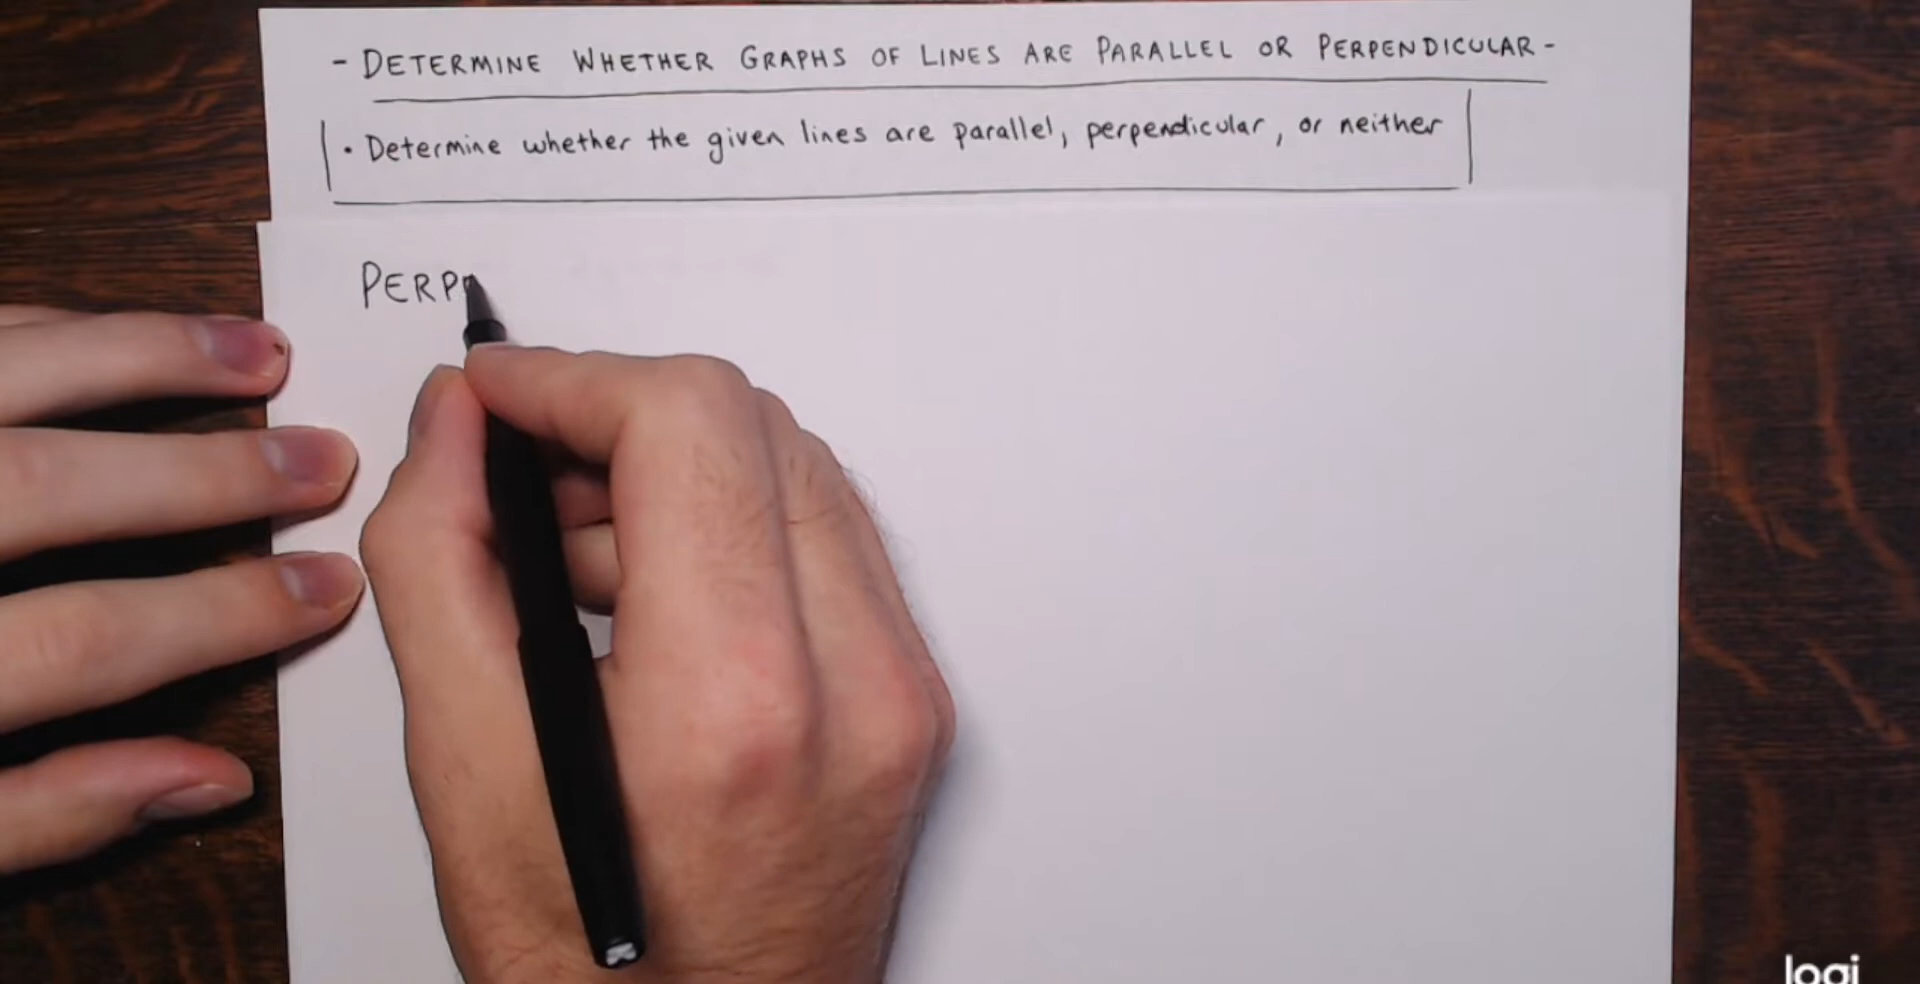 - DETERMINE WHETHER GRAPHS OF LINES ARE PARALLEL OR PERPENDICULAR -
• Determine whether the given lines are parallel, perpendicular, or neither
PERP
logi